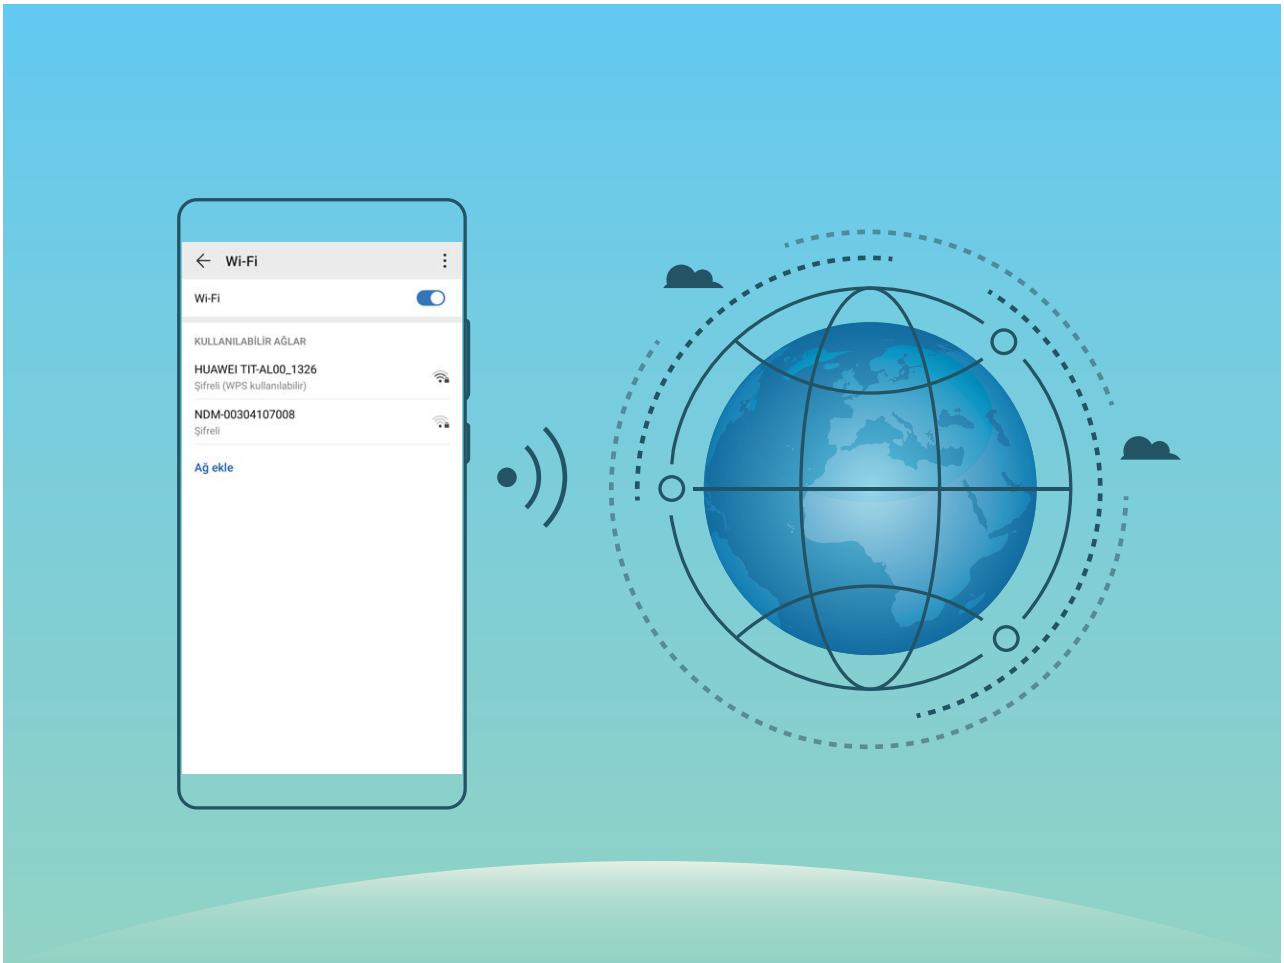 Wi-Fi
Wi-Fi
KULLANILABİLİR AĞLAR
HUAWEI TIT-AL00_1326
Şifreli (WPS kullanılabilir)
NDM-00304107008
Şifreli
Ağ ekle